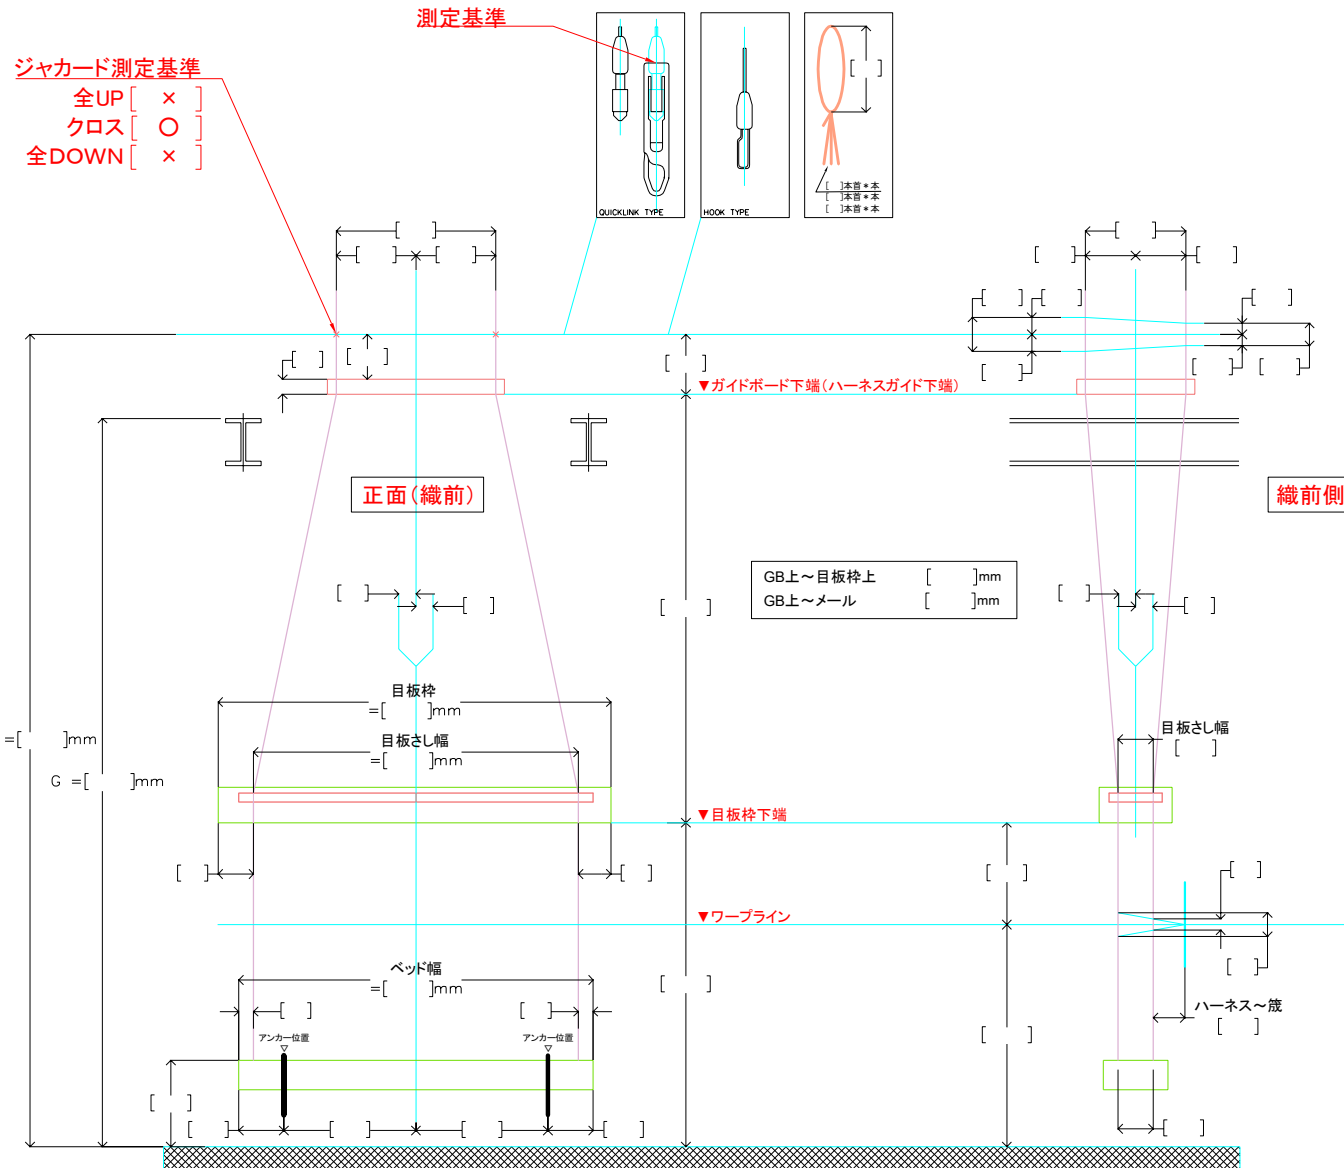 測定基準
ジャカード測定基準
全UP[ × ]
クロス[ ○ ]
全DOWN[ × ]
QUICKLINK TYPE
HOOK TYPE
[ ]
[ ]本首*本
[ ]本首*本
[ ]本首*本
[ ]
[ ] [ ]
[ ]
[ ] [ ]
[ ] [ ] [ ]
[ ] [ ] [ ]
[ ] [ ] [ ]
▼ガイドボード下端(ハーネスガイド下端)
正面(織前)
織前側
GB上~目板枠上 [ ]mm
GB上~メール [ ]mm
[ ] [ ] [ ] [ ] [ ]
目板枠
=[ ]mm
目板さし幅
=[ ]mm
目板さし幅
[ ]
=[ ]mm
G =[ ]mm
▼目板枠下端
[ ] [ ] [ ] [ ]
▼ワープライン
ベッド幅
=[ ]mm
[ ]
[ ] [ ] [ ]
ハーネス~筬
[ ]
アンカー位置
▽
アンカー位置
▽
[ ]
[ ]
[ ] [ ] [ ] [ ] [ ]